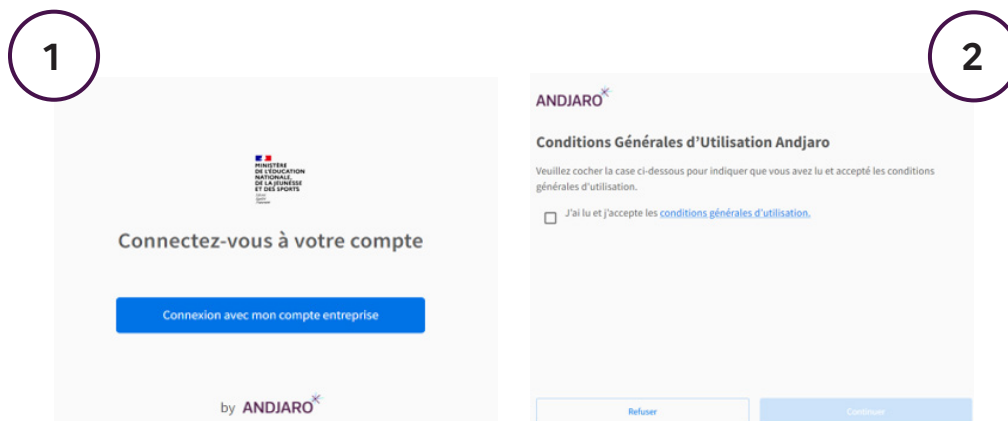 1
MINISTÈRE
DE L'ÉDUCATION
NATIONALE,
DE LA JEUNESSE
ET DES SPORTS
Connectez-vous à votre compte
Connexion avec mon compte entreprise
by ANDJARO
2
ANDJARO
Conditions Générales d'Utilisation Andjaro
Veuillez cocher la case ci-dessous pour indiquer que vous avez lu et accepté les conditions
générales d'utilisation.
J'ai lu et j'accepte les conditions générales d'utilisation.
Refuser
Continuer